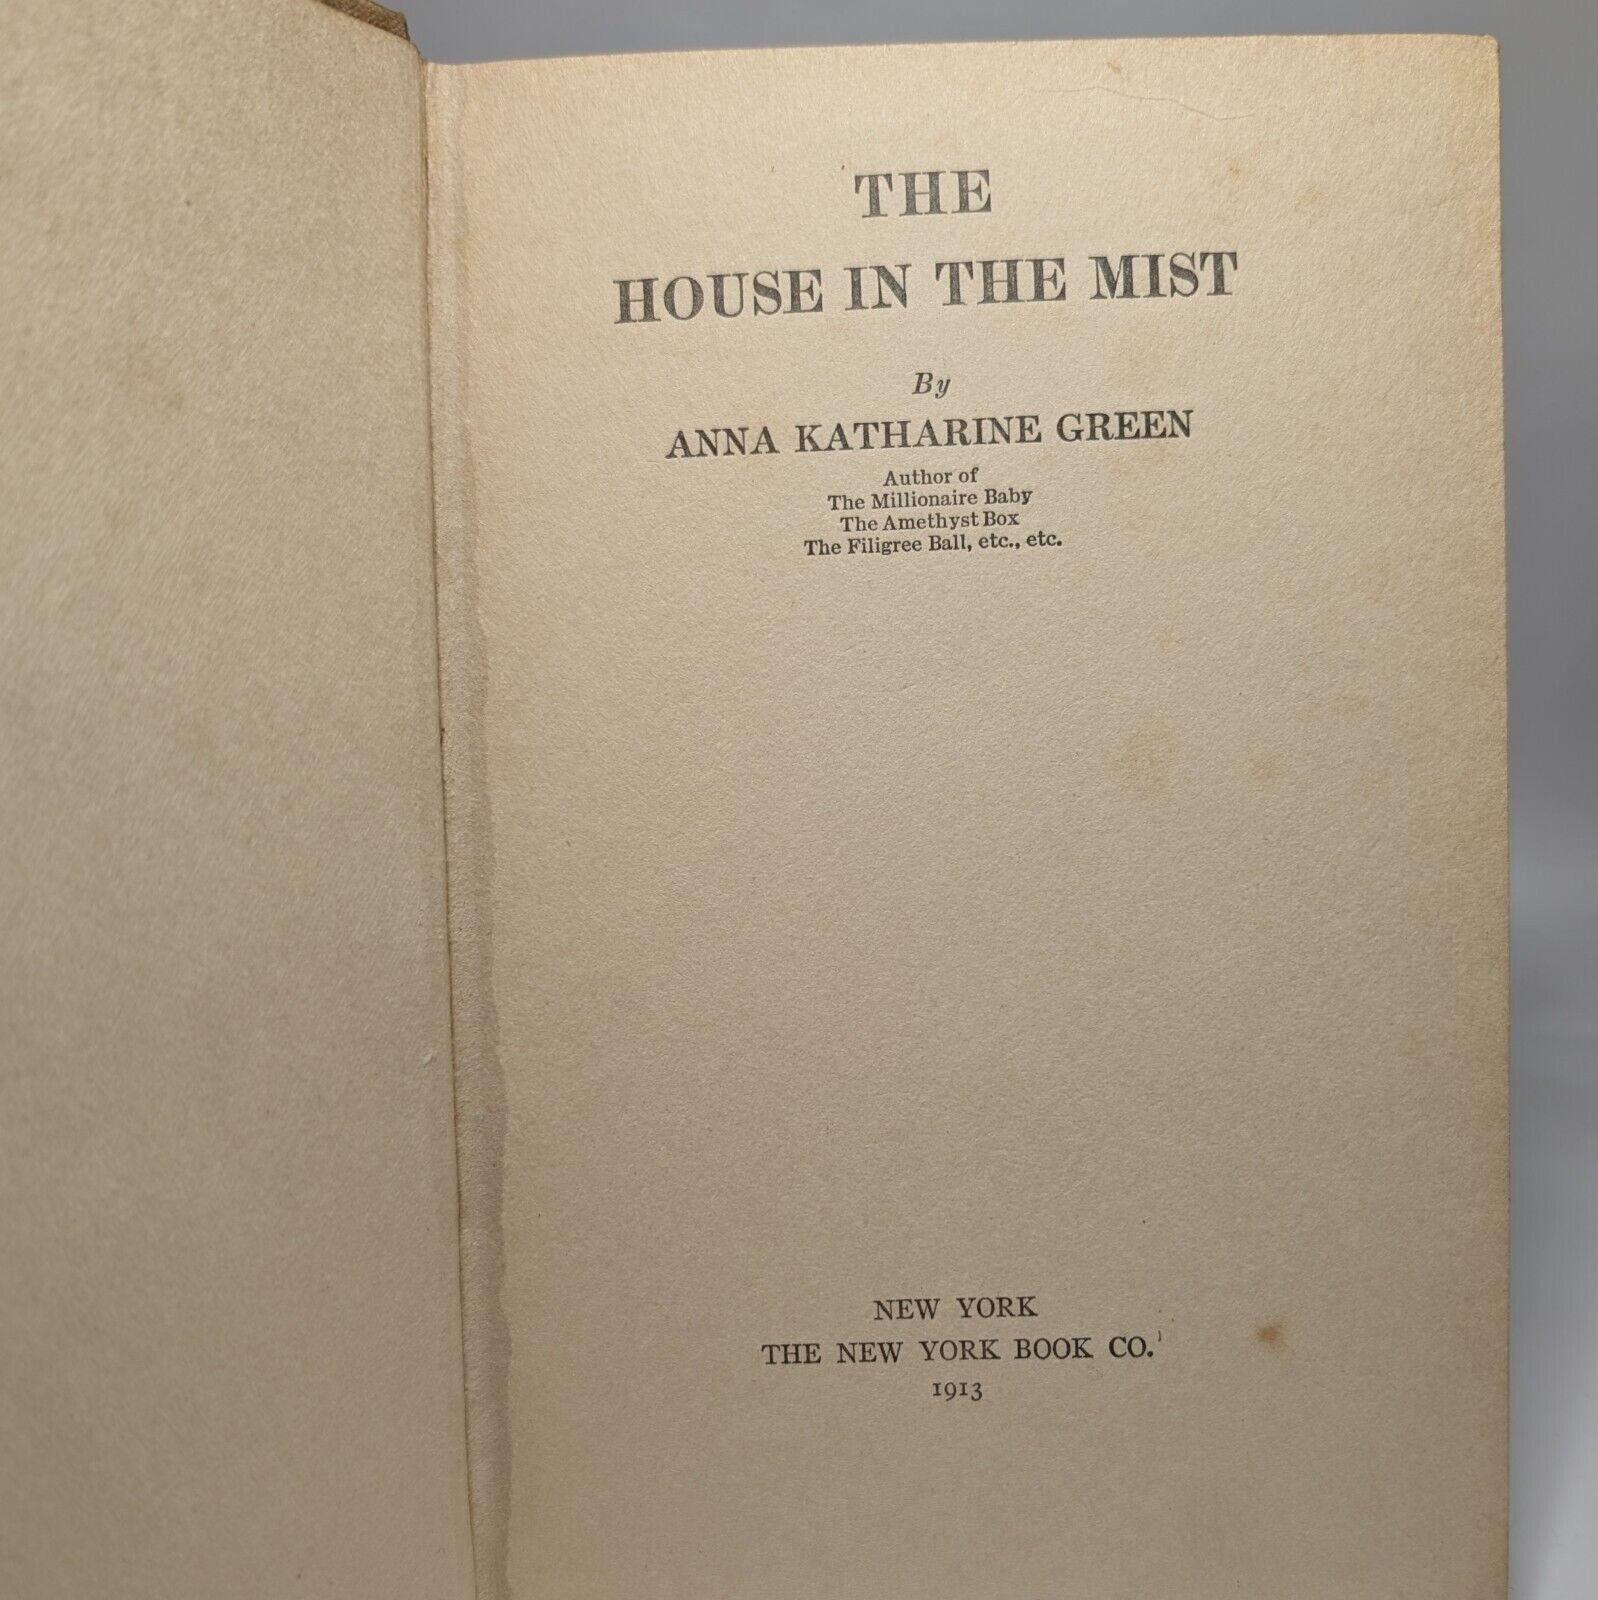 THE
HOUSE IN THE MIST
By
ANNA KATHARINE GREEN
Author of
The Millionaire Baby
The Amethyst Box
The Filigree Ball, etc., etc.
NEW YORK
THE NEW YORK BOOK CO.
1913